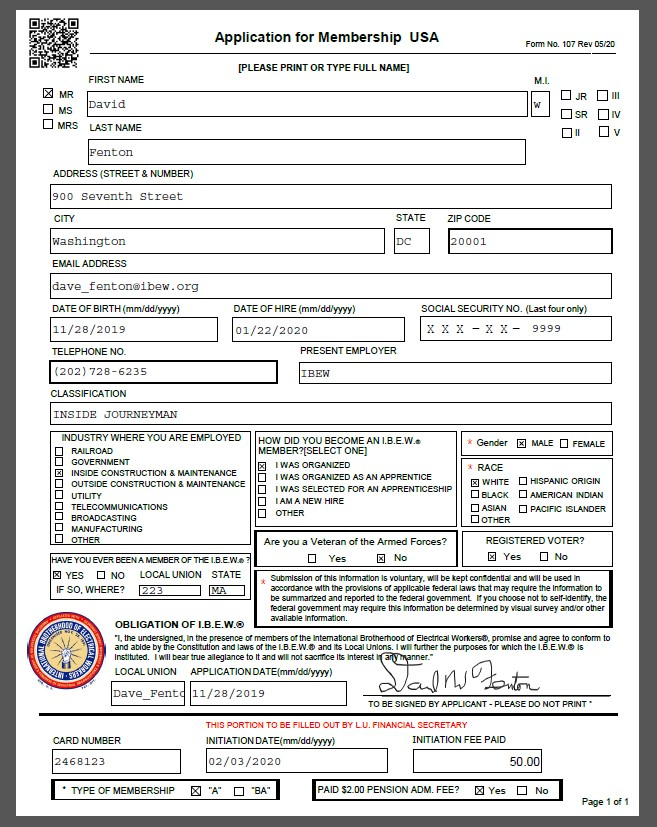 Application for Membership USA
Form No. 107 Rev 05/20
[PLEASE PRINT OR TYPE FULL NAME]
FIRST NAME M.I.
MR David W JR III
MS SR IV
MRS LAST NAME II V
Fenton
ADDRESS (STREET & NUMBER)
900 Seventh Street
CITY STATE ZIP CODE
Washington DC 20001
EMAIL ADDRESS
dave_fenton@ibew.org
DATE OF BIRTH (mm/dd/yyyy) DATE OF HIRE (mm/dd/yyyy) SOCIAL SECURITY NO. (Last four only)
11/28/2019 01/22/2020 X X X - X X - 9999
TELEPHONE NO. PRESENT EMPLOYER
(202)728-6235 IBEW
CLASSIFICATION
INSIDE JOURNEYMAN
INDUSTRY WHERE YOU ARE EMPLOYED
RAILROAD
GOVERNMENT
INSIDE CONSTRUCTION & MAINTENANCE
OUTSIDE CONSTRUCTION & MAINTENANCE
UTILITY
TELECOMMUNICATIONS
BROADCASTING
MANUFACTURING
OTHER
HOW DID YOU BECOME AN I.B.E.W.®
MEMBER?[SELECT ONE]
I WAS ORGANIZED
I WAS ORGANIZED AS AN APPRENTICE
I WAS SELECTED FOR AN APPRENTICESHIP
I AM A NEW HIRE
OTHER
* Gender MALE FEMALE
* RACE
WHITE HISPANIC ORIGIN
BLACK AMERICAN INDIAN
ASIAN PACIFIC ISLANDER
OTHER
Are you a Veteran of the Armed Forces?
Yes No
REGISTERED VOTER?
Yes No
HAVE YOU EVER BEEN A MEMBER OF THE I.B.E.W.® ?
YES NO LOCAL UNION STATE
IF SO, WHERE? 223 MA
* Submission of this information is voluntary, will be kept confidential and will be used in
accordance with the provisions of applicable federal laws that may require the information to
be summarized and reported to the federal government. If you choose not to self-identify, the
federal government may require this information be determined by visual survey and/or other
available information.
INTERNATIONAL BROTHERHOOD OF ELECTRICAL WORKERS
OBLIGATION OF I.B.E.W.®
"I, the undersigned, in the presence of members of the International Brotherhood of Electrical Workers®, promise and agree to conform to
and abide by the Constitution and laws of the I.B.E.W.® and its Local Unions. I will further the purposes for which the I.B.E.W.® is
instituted. I will bear true allegiance to it and will not sacrifice its interest in any manner."
LOCAL UNION APPLICATION DATE(mm/dd/yyyy)
Dave_Fento 11/28/2019 David W Fenton
TO BE SIGNED BY APPLICANT - PLEASE DO NOT PRINT *
THIS PORTION TO BE FILLED OUT BY L.U. FINANCIAL SECRETARY
CARD NUMBER INITIATION DATE(mm/dd/yyyy) INITIATION FEE PAID
2468123 02/03/2020 50.00
* TYPE OF MEMBERSHIP "A" "BA" PAID $2.00 PENSION ADM. FEE? Yes No
Page 1 of 1